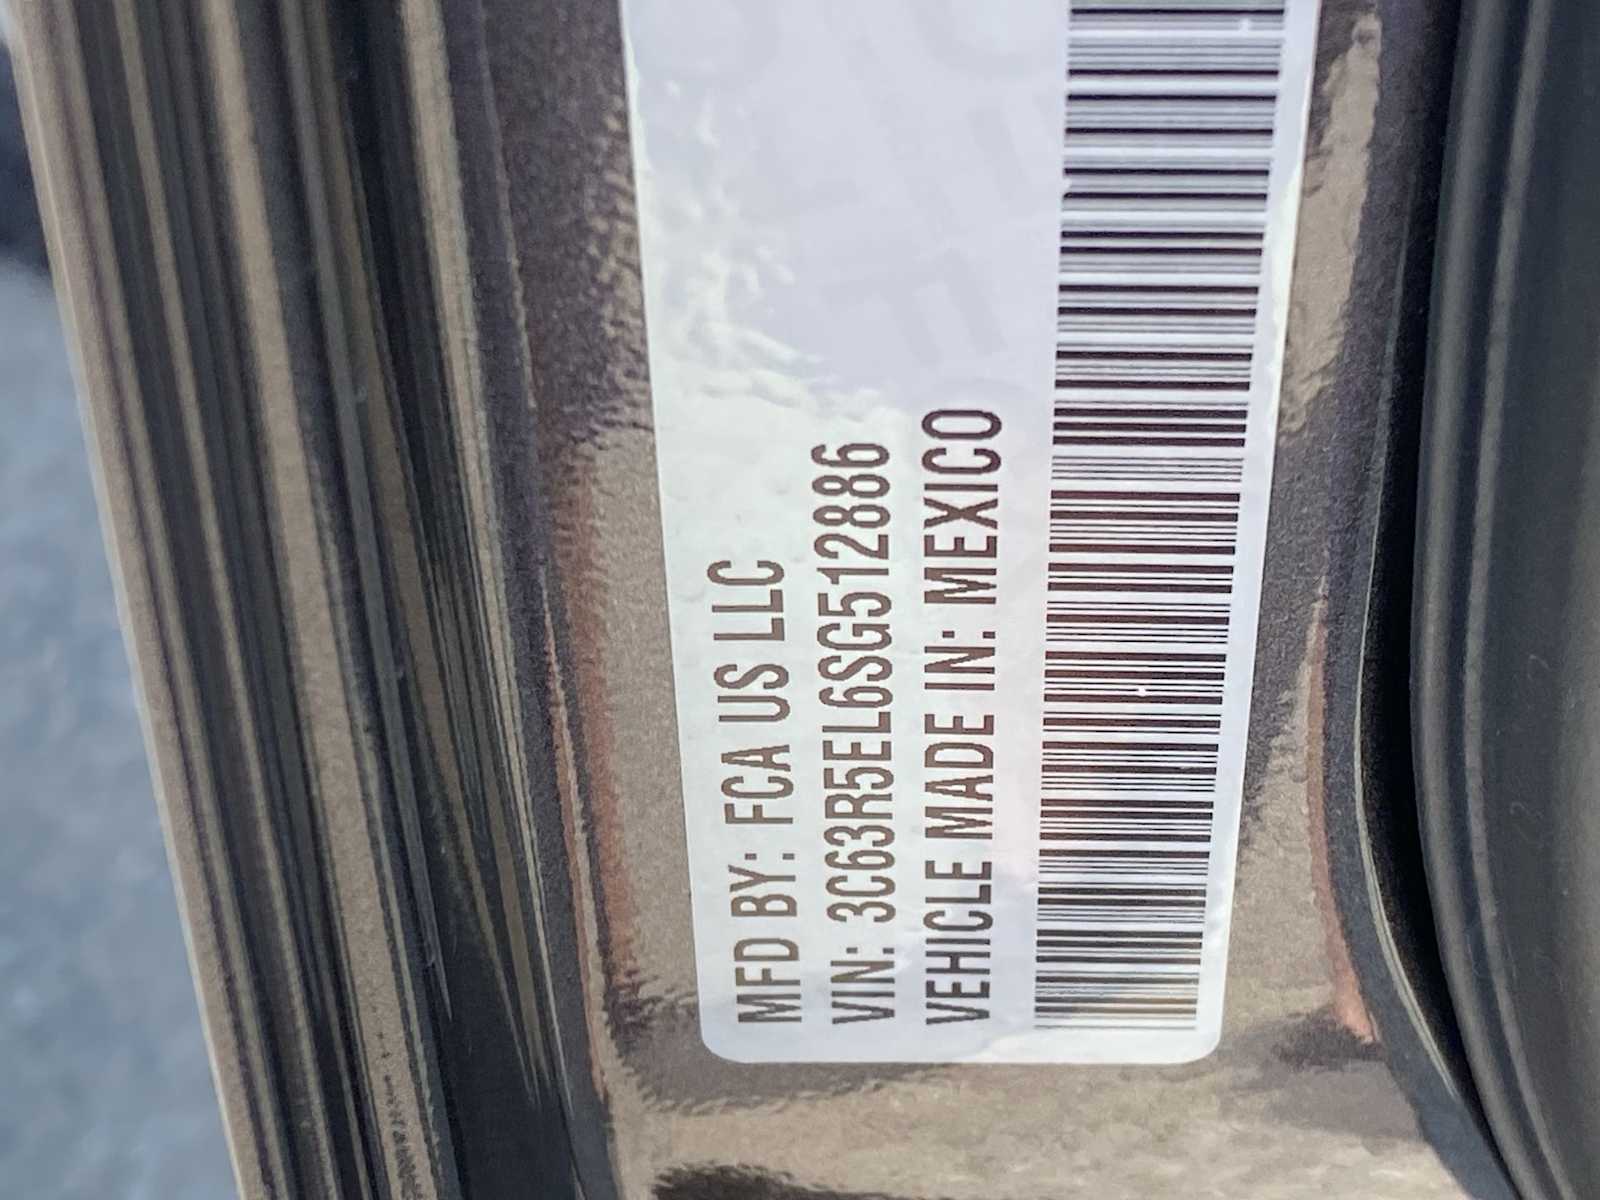 MFD BY: FCA US LLC
VIN: 3C63R5EL6SG512886
VEHICLE MADE IN: MEXICO